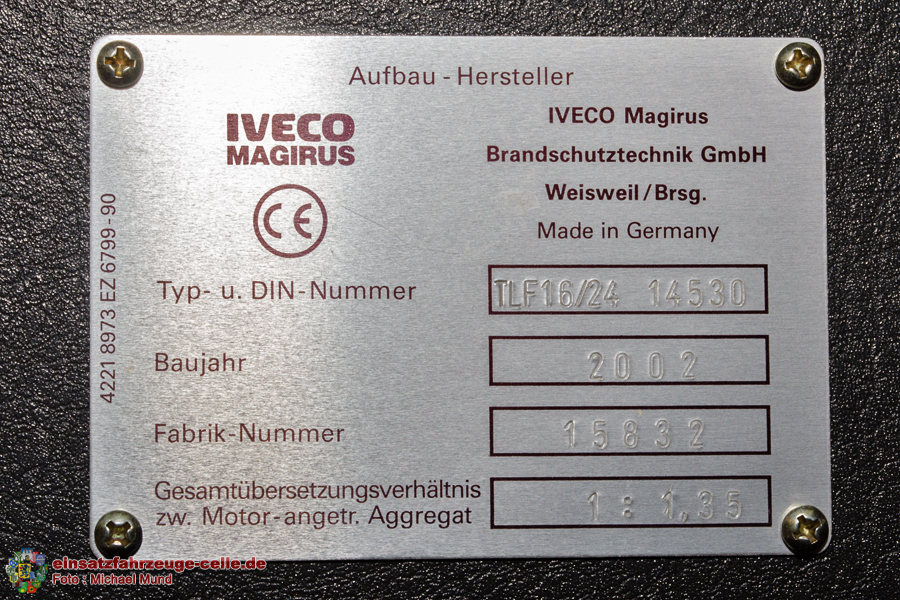 Aufbau - Hersteller
IVECO
MAGIRUS
CE
IVECO Magirus
Brandschutztechnik GmbH
Weisweil / Brsg.
Made in Germany
4221 8973 EZ 6799 - 90
Typ- u. DIN-Nummer
TLF16/24 14530
Baujahr
2002
Fabrik-Nummer
15832
Gesamtübersetzungsverhältnis
zw. Motor-angetr. Aggregat
1 : 1,35
einsatzfahrzeuge-celle.de
Foto : Michael Mund